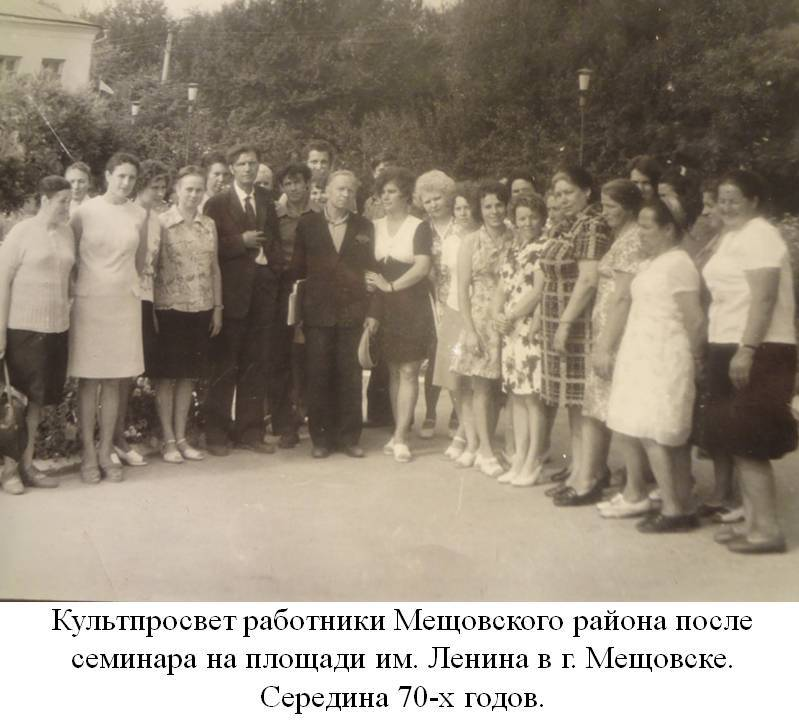 Культпросвет работники Мещовского района после
семинара на площади им. Ленина в г. Мещовске.
Середина 70-х годов.